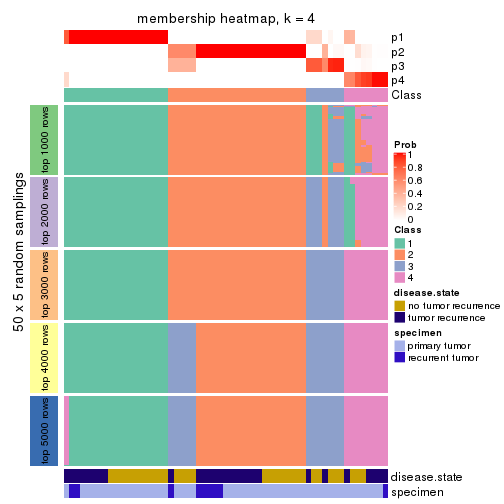 membership heatmap, k = 4
p1
p2
p3
p4
Class
50 x 5 random samplings
top 1000 rows
top 2000 rows
top 3000 rows
top 4000 rows
top 5000 rows
Prob
1
0.8
0.6
0.4
0.2
0
Class
1
2
3
4
disease.state
no tumor recurrence
tumor recurrence
specimen
primary tumor
recurrent tumor
disease.state
specimen